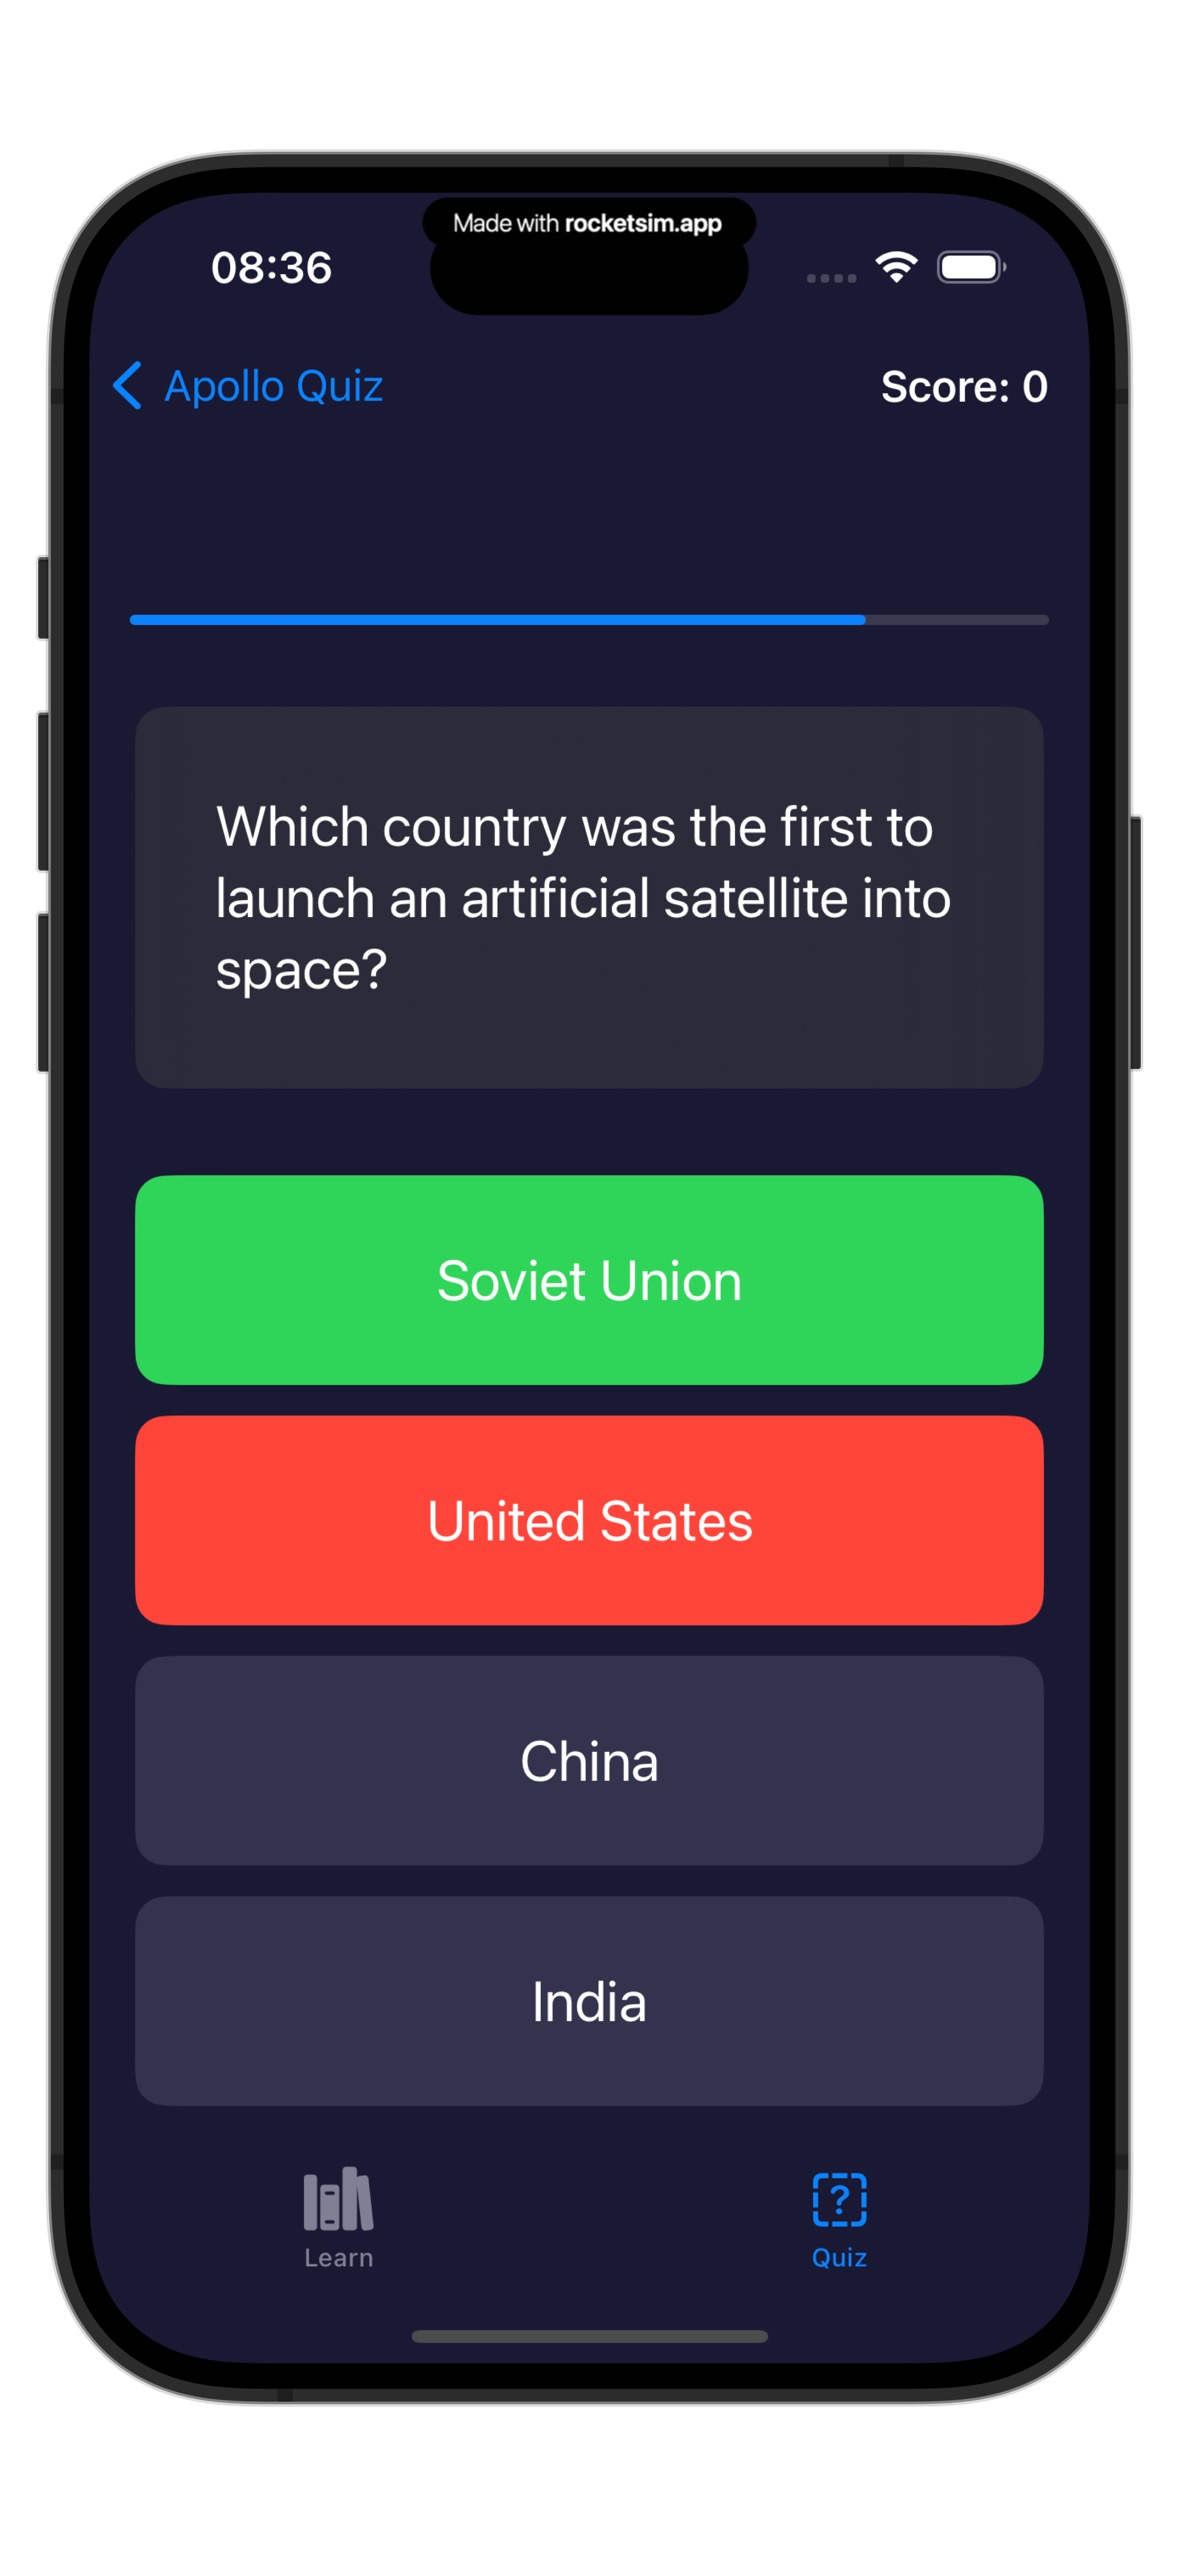 Made with rocketsim.app
08:36
Apollo Quiz
Score: 0
Which country was the first to
launch an artificial satellite into
space?
Soviet Union
United States
China
India
?
Learn
Quiz